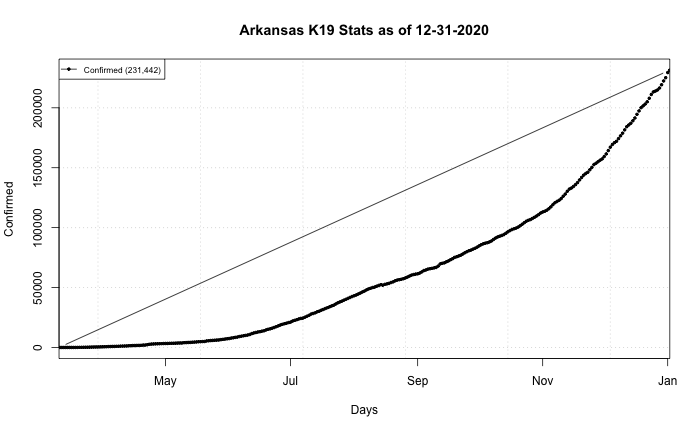 Arkansas K19 Stats as of 12-31-2020
Confirmed (231,442)
Confirmed
200000
150000
100000
50000
0
May Jul Sep Nov Jan
Days